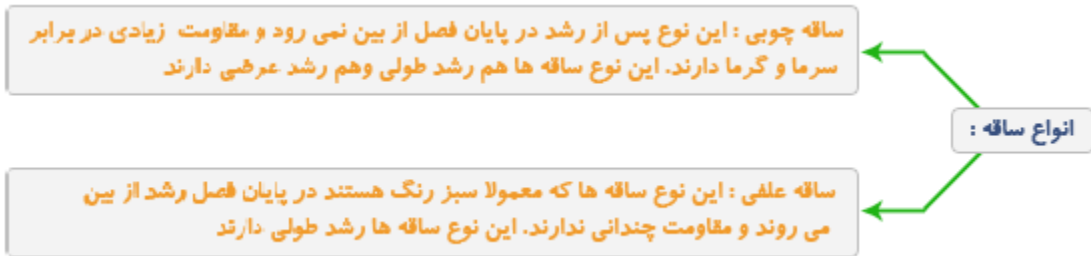 انواع ساقه :
ساقه چوبی : این نوع پس از رشد در پایان فصل از بین نمی رود و مقاومت زیادی در برابر
سرما و گرما دارند. این نوع ساقه ها هم رشد طولی وهم رشد عرضی دارند
ساقه علفی : این نوع ساقه ها که معمولا سبز رنگ هستند در پایان فصل رشد از بین
می روند و مقاومت چندانی ندارند. این نوع ساقه ها رشد طولی دارند